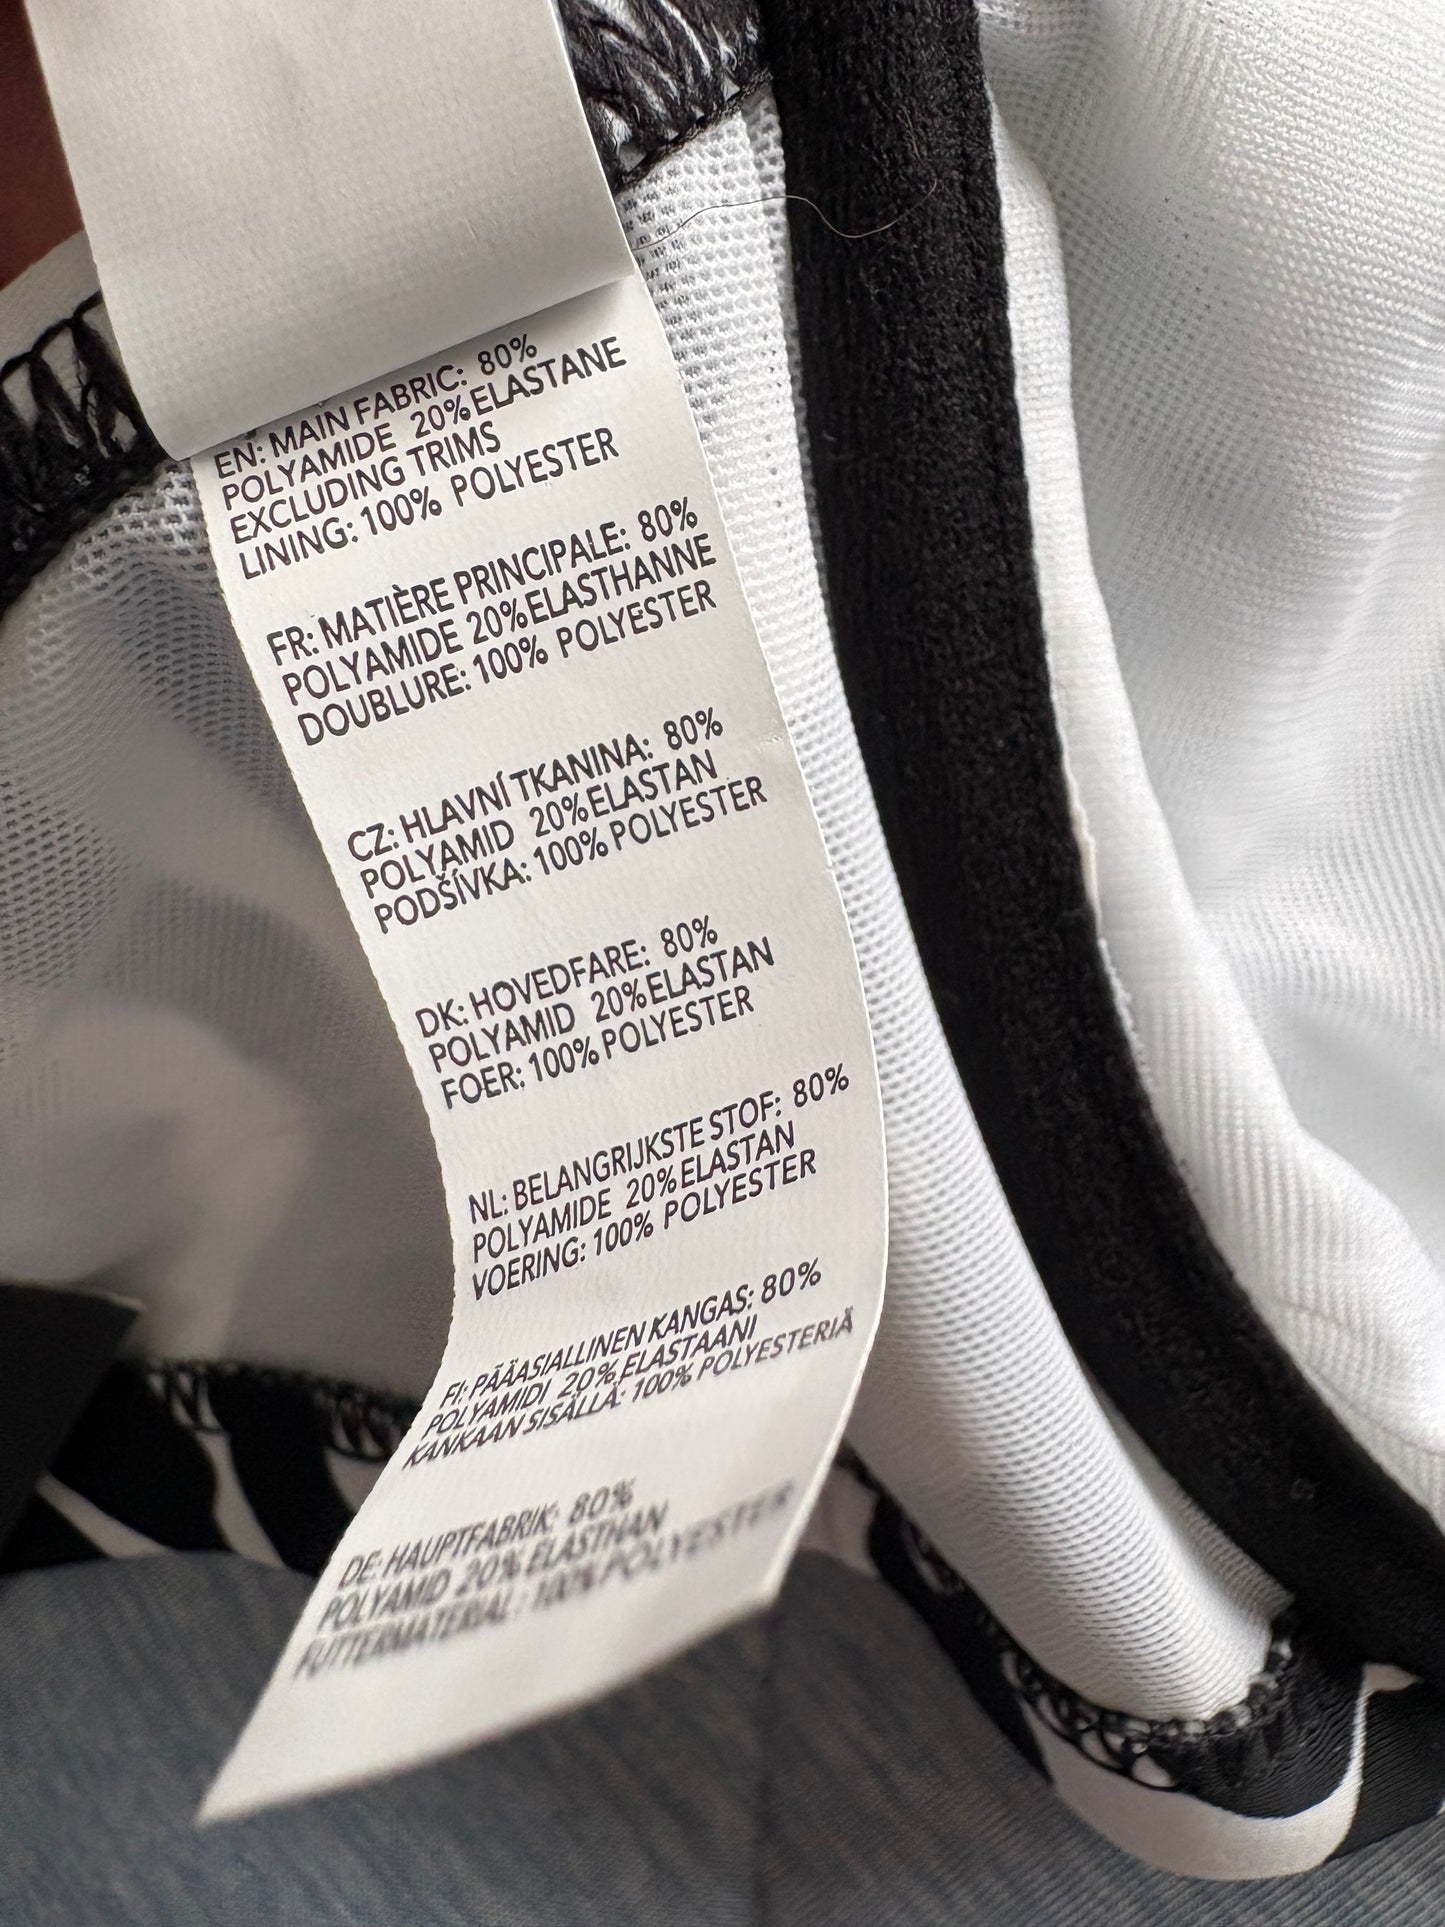 EN: MAIN FABRIC: 80%
POLYAMIDE 20%ELASTANE
EXCLUDING TRIMS
LINING: 100% POLYESTER
FR: MATIÈRE PRINCIPALE: 80%
POLYAMIDE 20%ELASTHANNE
DOUBLURE: 100% POLYESTER
CZ: HLAVNÍ TKANINA: 80%
POLYAMID 20%ELASTAN
PODŠÍVKA: 100% POLYESTER
DK: HOVEDFARE: 80%
POLYAMID 20%ELASTAN
FOER: 100% POLYESTER
NL: BELANGRIJKSTE STOF: 80%
POLYAMIDE 20%ELASTAN
VOERING: 100% POLYESTER
FI: PÄÄASIALLINEN KANGAS: 80%
POLYAMIDI 20% ELASTAANI
KANKAAN SISÄLLÄ: 100% POLYESTERIÄ
DE: HAUPTFABRIK: 80%
POLYAMID 20%ELASTHAN
FUTTERMATERIAL: 100%POLYESTER